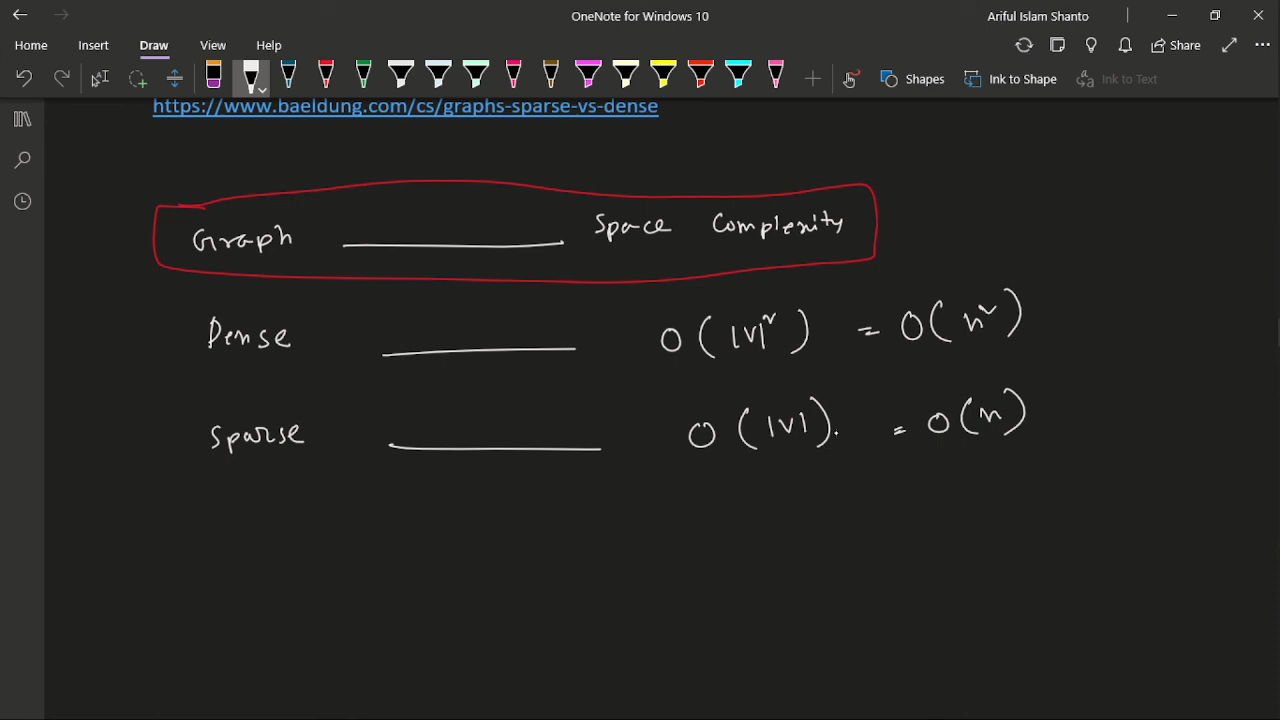 OneNote for Windows 10
Ariful Islam Shanto
Home Insert Draw View Help
Share
Shapes Ink to Shape Ink to Text
https://www.baeldung.com/cs/graphs-sparse-vs-dense
Graph Space Complexity
Dense O(|V|²) = O(n²)
Sparse O(|V|). = O(n)